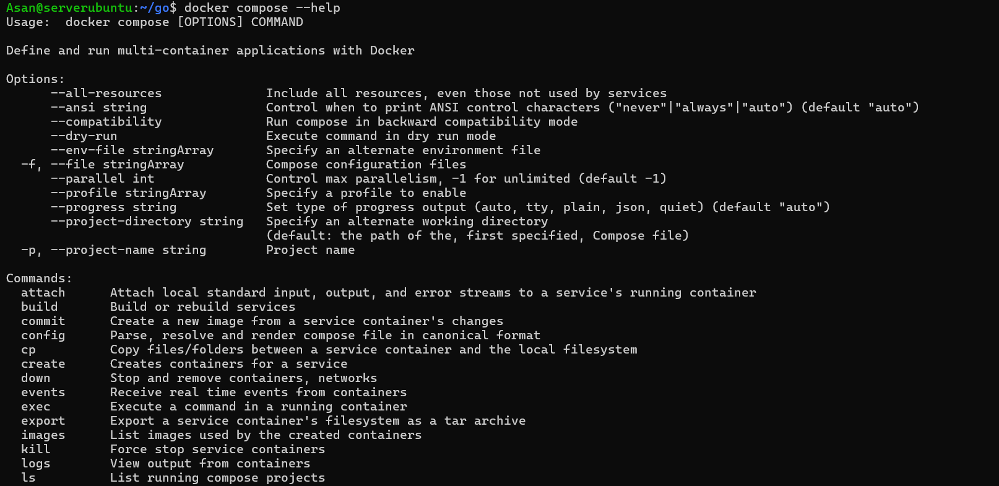 Asan@serverubuntu:~/go$ docker compose --help
Usage:  docker compose [OPTIONS] COMMAND

Define and run multi-container applications with Docker

Options:
      --all-resources              Include all resources, even those not used by services
      --ansi string                Control when to print ANSI control characters ("never"|"always"|"auto") (default "auto")
      --compatibility              Run compose in backward compatibility mode
      --dry-run                    Execute command in dry run mode
      --env-file stringArray       Specify an alternate environment file
  -f, --file stringArray           Compose configuration files
      --parallel int               Control max parallelism, -1 for unlimited (default -1)
      --profile stringArray        Specify a profile to enable
      --progress string            Set type of progress output (auto, tty, plain, json, quiet) (default "auto")
      --project-directory string   Specify an alternate working directory
                                   (default: the path of the, first specified, Compose file)
  -p, --project-name string        Project name

Commands:
  attach      Attach local standard input, output, and error streams to a service's running container
  build       Build or rebuild services
  commit      Create a new image from a service container's changes
  config      Parse, resolve and render compose file in canonical format
  cp          Copy files/folders between a service container and the local filesystem
  create      Creates containers for a service
  down        Stop and remove containers, networks
  events      Receive real time events from containers
  exec        Execute a command in a running container
  export      Export a service container's filesystem as a tar archive
  images      List images used by the created containers
  kill        Force stop service containers
  logs        View output from containers
  ls          List running compose projects